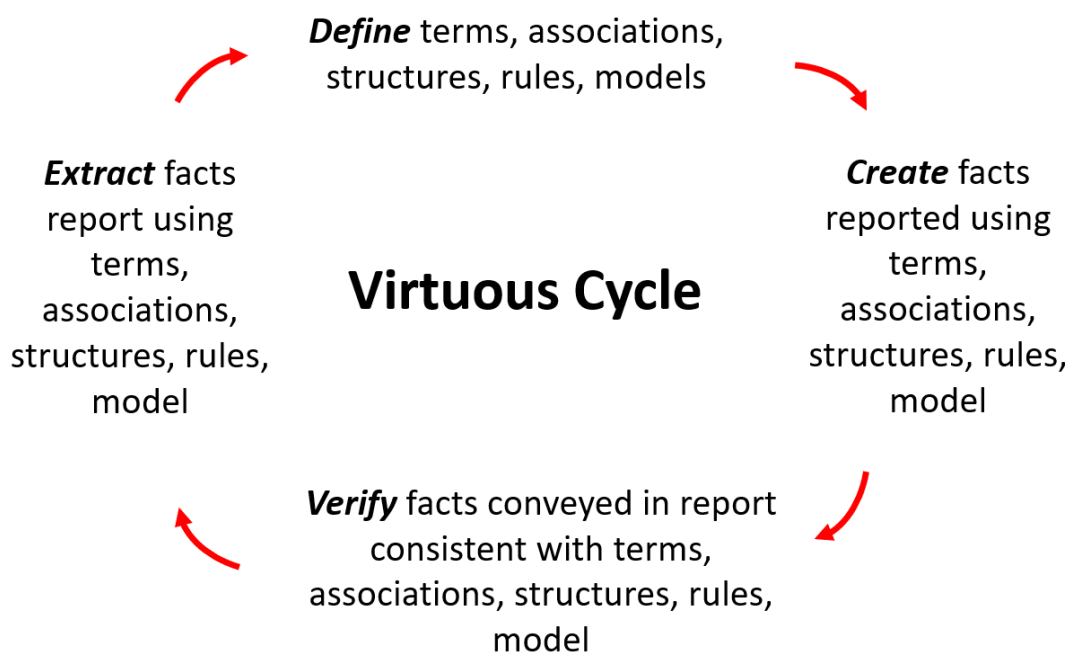 Define terms, associations,
structures, rules, models
Extract facts
report using
terms,
associations,
structures, rules,
model
Virtuous Cycle
Create facts
reported using
terms,
associations,
structures, rules,
model
Verify facts conveyed in report
consistent with terms,
associations, structures, rules,
model